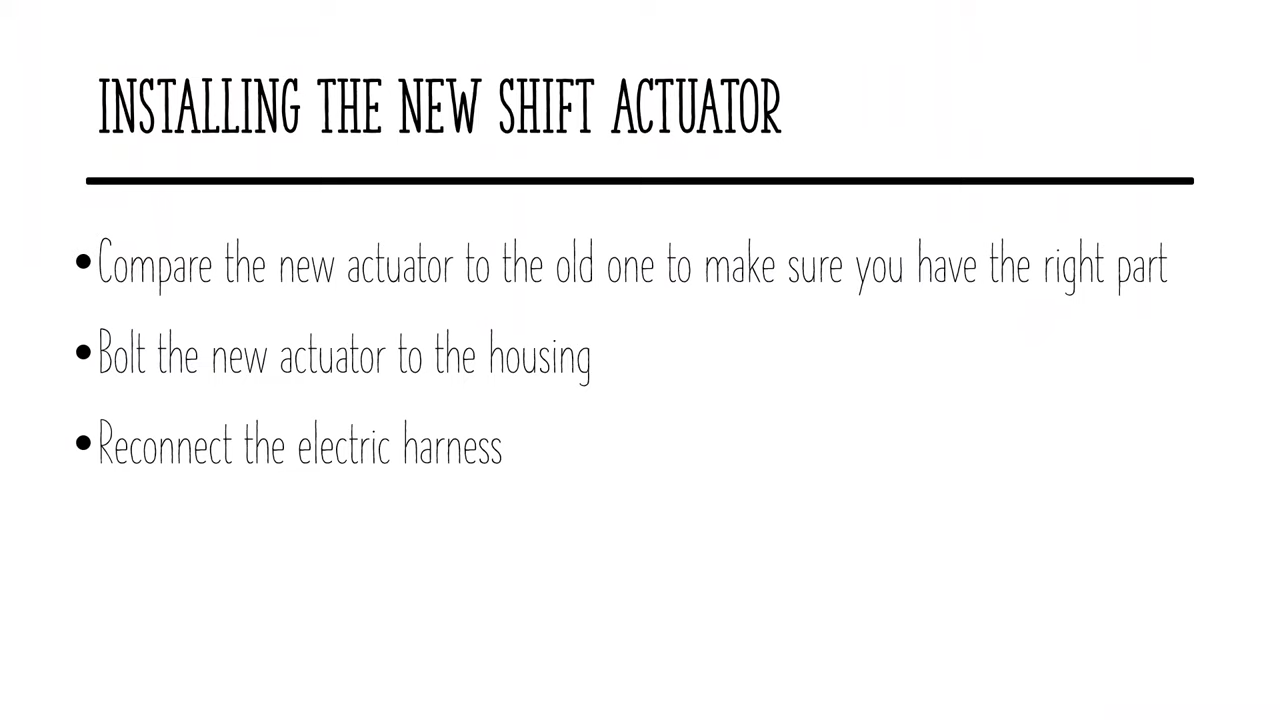 INSTALLING THE NEW SHIFT ACTUATOR
•Compare the new actuator to the old one to make sure you have the right part
•Bolt the new actuator to the housing
•Reconnect the electric harness